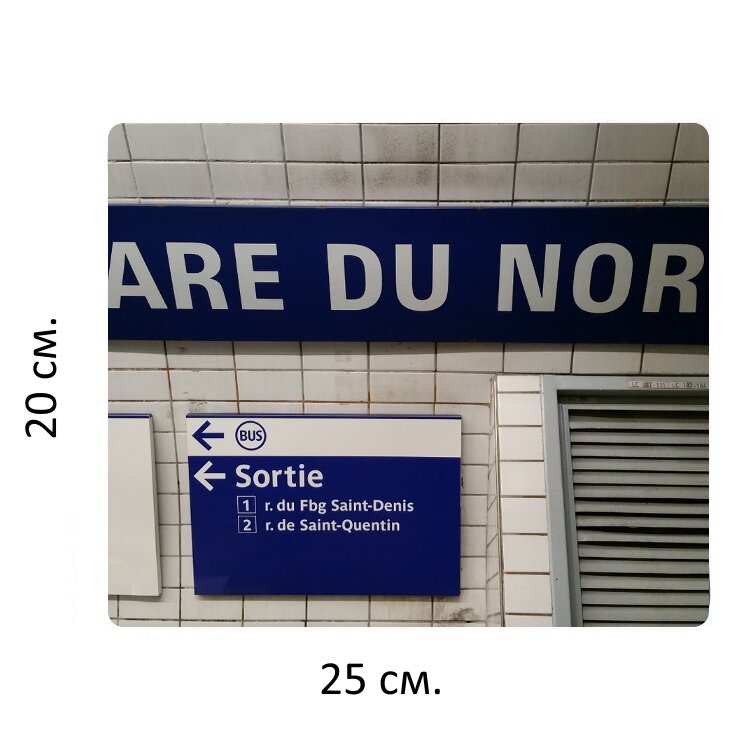 ARE DU NOR
BUS
Sortie
1 r. du Fbg Saint-Denis
2 r. de Saint-Quentin
20 см.
25 см.